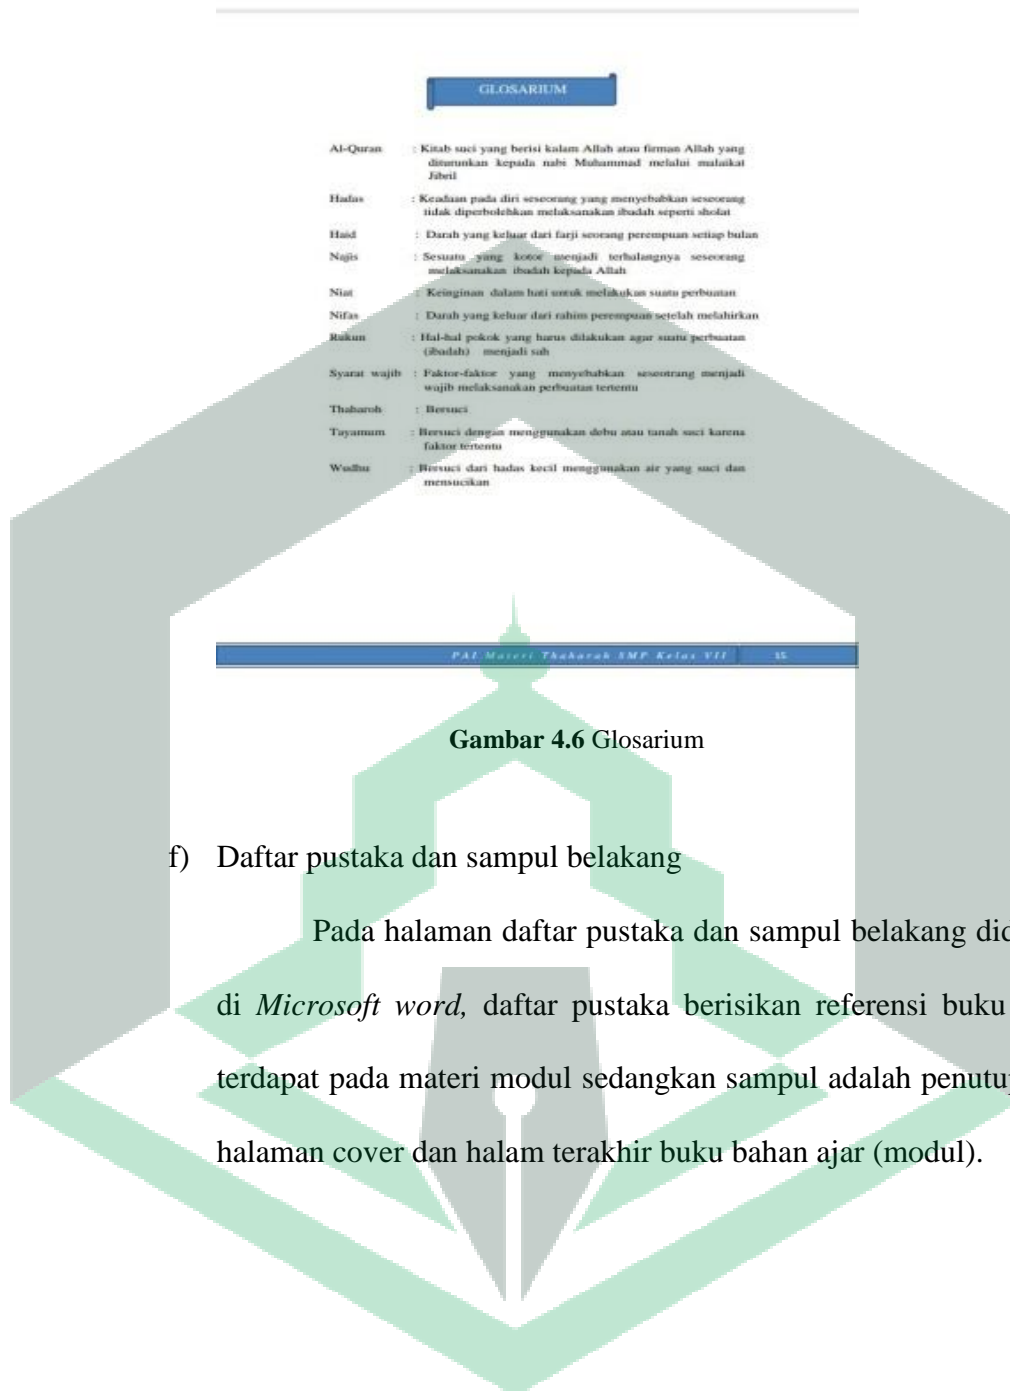 GLOSARIUM
Al-Quran : Kitab suci yang berisi kalam Allah atau firman Allah yang
diturunkan kepada nabi Muhammad melalui malaikat
Jibril
Hadas : Keadaan pada diri seseorang yang menyebabkan seseorang
tidak diperbolehkan melaksanakan ibadah seperti sholat
Haid : Darah yang keluar dari farji seorang perempuan setiap bulan
Najis : Sesuatu yang kotor menjadi terhalangnya seseorang
melaksanakan ibadah kepada Allah
Niat : Keinginan dalam hati untuk melakukan suatu perbuatan
Nifas : Darah yang keluar dari rahim perempuan setelah melahirkan
Rukun : Hal-hal pokok yang harus dilakukan agar suatu perbuatan
(ibadah) menjadi sah
Syarat wajib : Faktor-faktor yang menyebabkan seseotrang menjadi
wajib melaksanakan perbuatan tertentu
Thaharoh : Bersuci
Tayamum : Bersuci dengan menggunakan debu atau tanah suci karena
faktor tertentu
Wudhu : Bersuci dari hadas kecil menggunakan air yang suci dan
mensucikan
PAI Materi Thaharah SMP Kelas VII 15
Gambar 4.6 Glosarium
f) Daftar pustaka dan sampul belakang
Pada halaman daftar pustaka dan sampul belakang
di Microsoft word, daftar pustaka berisikan referensi buku
terdapat pada materi modul sedangkan sampul adalah penutup
halaman cover dan halam terakhir buku bahan ajar (modul).